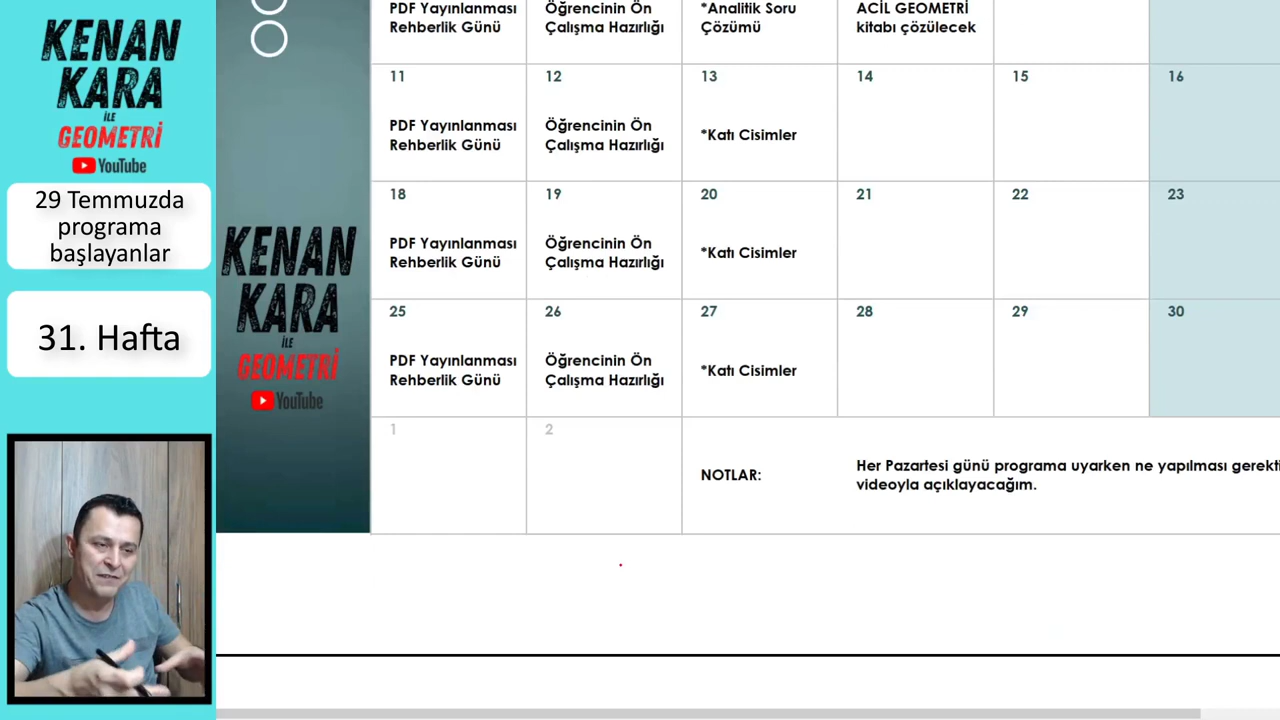 KENAN
KARA
İLE
GEOMETRİ
YouTube
29 Temmuzda
programa
başlayanlar
31. Hafta
KENAN
KARA
İLE
GEOMETRİ
YouTube
PDF Yayınlanması
Rehberlik Günü
Öğrencinin Ön
Çalışma Hazırlığı
*Analitik Soru
Çözümü
ACİL GEOMETRİ
kitabı çözülecek
11
12
13
14
15
16
PDF Yayınlanması
Rehberlik Günü
Öğrencinin Ön
Çalışma Hazırlığı
*Katı Cisimler
18
19
20
21
22
23
PDF Yayınlanması
Rehberlik Günü
Öğrencinin Ön
Çalışma Hazırlığı
*Katı Cisimler
25
26
27
28
29
30
PDF Yayınlanması
Rehberlik Günü
Öğrencinin Ön
Çalışma Hazırlığı
*Katı Cisimler
1
2
NOTLAR:
Her Pazartesi günü programa uyarken ne yapılması gerekti
videoyla açıklayacağım.